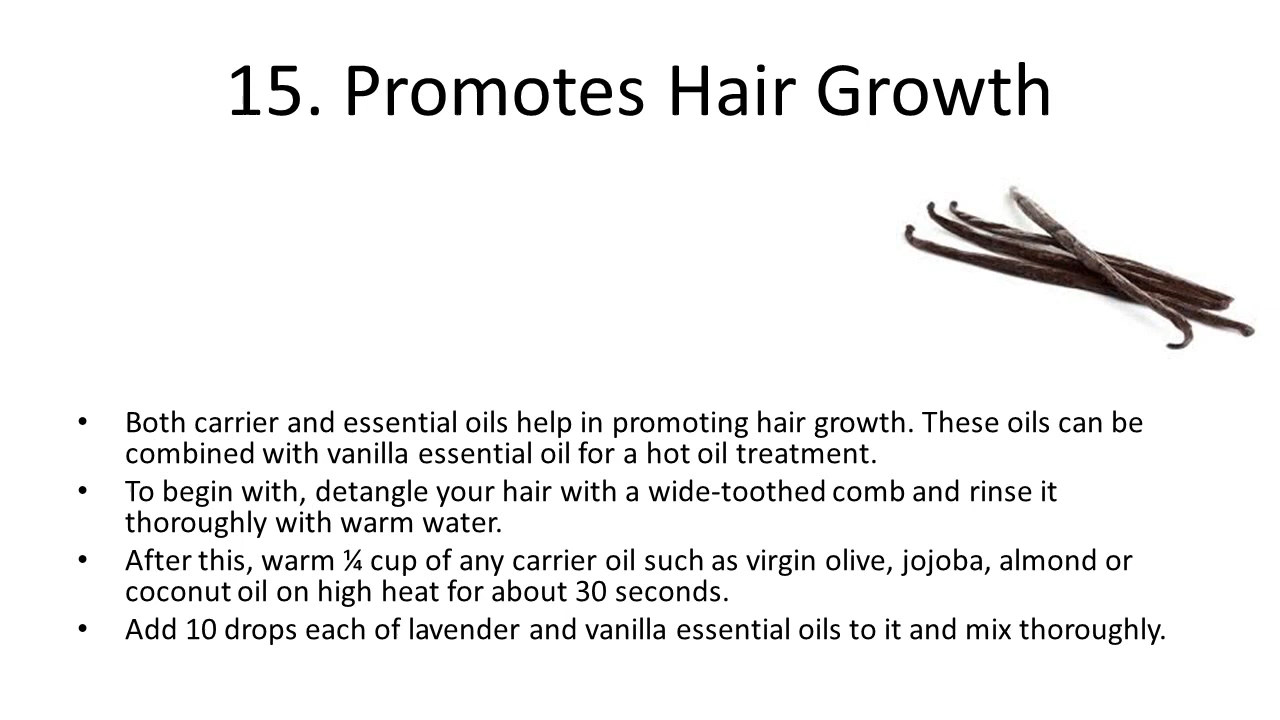 15. Promotes Hair Growth
• Both carrier and essential oils help in promoting hair growth. These oils can be
combined with vanilla essential oil for a hot oil treatment.
• To begin with, detangle your hair with a wide-toothed comb and rinse it
thoroughly with warm water.
• After this, warm ¼ cup of any carrier oil such as virgin olive, jojoba, almond or
coconut oil on high heat for about 30 seconds.
• Add 10 drops each of lavender and vanilla essential oils to it and mix thoroughly.